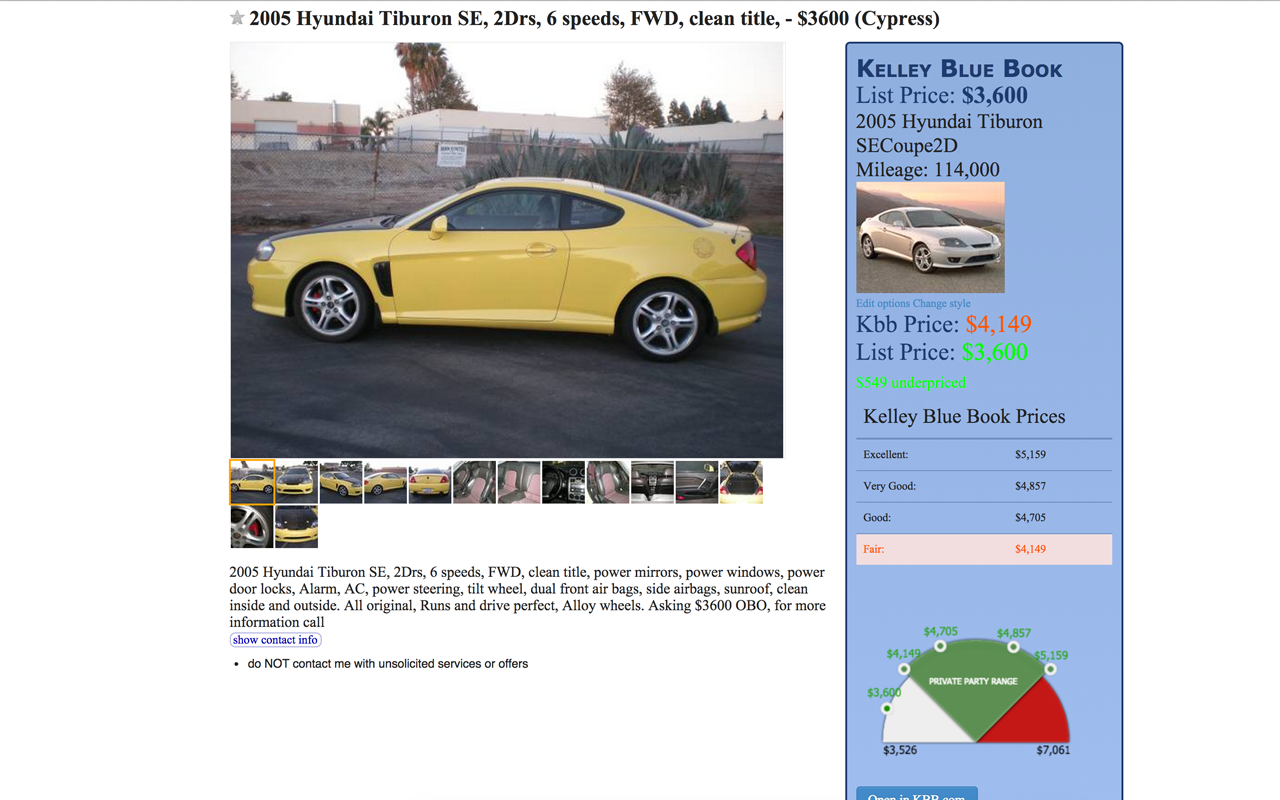 2005 Hyundai Tiburon SE, 2Drs, 6 speeds, FWD, clean title, - $3600 (Cypress)
2005 Hyundai Tiburon SE, 2Drs, 6 speeds, FWD, clean title, power mirrors, power windows, power
door locks, Alarm, AC, power steering, tilt wheel, dual front air bags, side airbags, sunroof, clean
inside and outside. All original, Runs and drive perfect, Alloy wheels. Asking $3600 OBO, for more
information call
show contact info
• do NOT contact me with unsolicited services or offers
Kelley Blue Book
List Price: $3,600
2005 Hyundai Tiburon
SECoupe2D
Mileage: 114,000
Edit options Change style
Kbb Price: $4,149
List Price: $3,600
$549 underpriced
Kelley Blue Book Prices
Excellent: $5,159
Very Good: $4,857
Good: $4,705
Fair: $4,149
$4,705 $4,857
$4,149 $5,159
PRIVATE PARTY RANGE
$3,600
$3,526 $7,061
Open in KBB.com